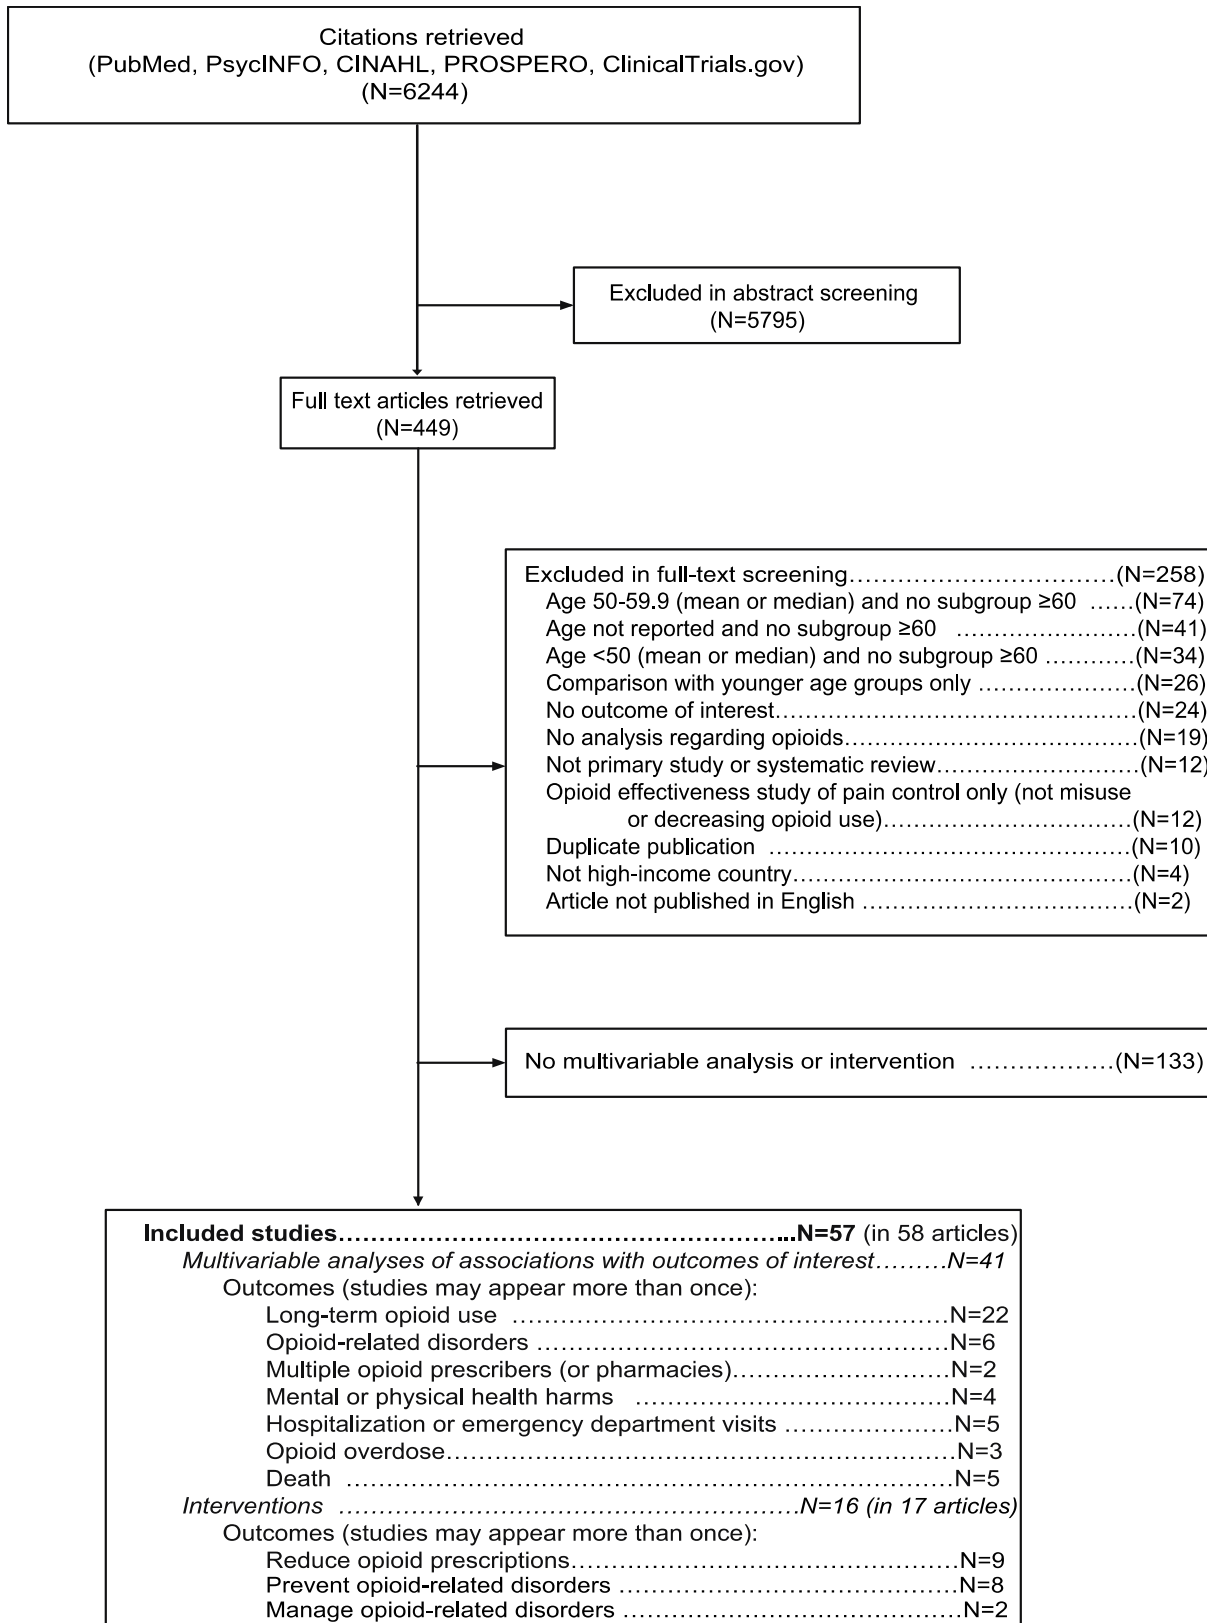 Citations retrieved
(PubMed, PsycINFO, CINAHL, PROSPERO, ClinicalTrials.gov)
(N=6244)
Excluded in abstract screening
(N=5795)
Full text articles retrieved
(N=449)
Excluded in full-text screening……………………………(N=258)
Age 50-59.9 (mean or median) and no subgroup ≥60 ……(N=74)
Age not reported and no subgroup ≥60 …………………(N=41)
Age <50 (mean or median) and no subgroup ≥60 ………(N=34)
Comparison with younger age groups only ………………(N=26)
No outcome of interest……………………………………(N=24)
No analysis regarding opioids……………………………(N=19)
Not primary study or systematic review…………………(N=12)
Opioid effectiveness study of pain control only (not misuse
or decreasing opioid use)…………………………(N=12)
Duplicate publication ……………………………………(N=10)
Not high-income country…………………………………(N=4)
Article not published in English …………………………(N=2)
No multivariable analysis or intervention ………………(N=133)
Included studies……………………………………………...N=57 (in 58 articles)
Multivariable analyses of associations with outcomes of interest………N=41
Outcomes (studies may appear more than once):
Long-term opioid use ……………………………………………N=22
Opioid-related disorders …………………………………………N=6
Multiple opioid prescribers (or pharmacies)……………………N=2
Mental or physical health harms ………………………………N=4
Hospitalization or emergency department visits ………………N=5
Opioid overdose……………………………………………………N=3
Death ………………………………………………………………N=5
Interventions ……………………………………………………N=16 (in 17 articles)
Outcomes (studies may appear more than once):
Reduce opioid prescriptions………………………………………N=9
Prevent opioid-related disorders …………………………………N=8
Manage opioid-related disorders …………………………………N=2